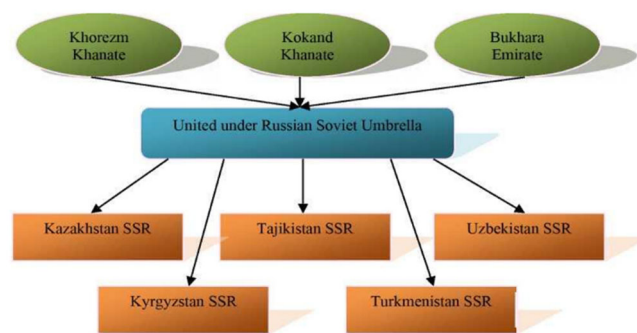 Khorezm
Khanate
Kokand
Khanate
Bukhara
Emirate
United under Russian Soviet Umbrella
Kazakhstan SSR
Tajikistan SSR
Uzbekistan SSR
Kyrgyzstan SSR
Turkmenistan SSR